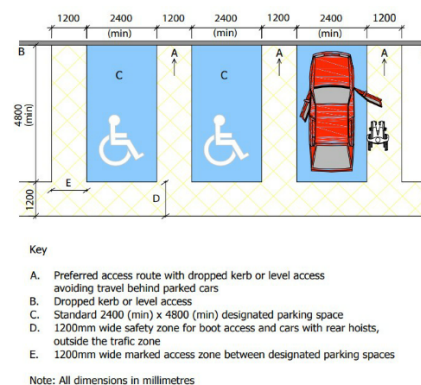 1200 2400 1200 2400 1200 2400 1200
(min) (min) (min)
B A A A
C C
4800
(min)
E
D
1200
Key
A. Preferred access route with dropped kerb or level access
avoiding travel behind parked cars
B. Dropped kerb or level access
C. Standard 2400 (min) x 4800 (min) designated parking space
D. 1200mm wide safety zone for boot access and cars with rear hoists,
outside the trafic zone
E. 1200mm wide marked access zone between designated parking spaces
Note: All dimensions in millimetres